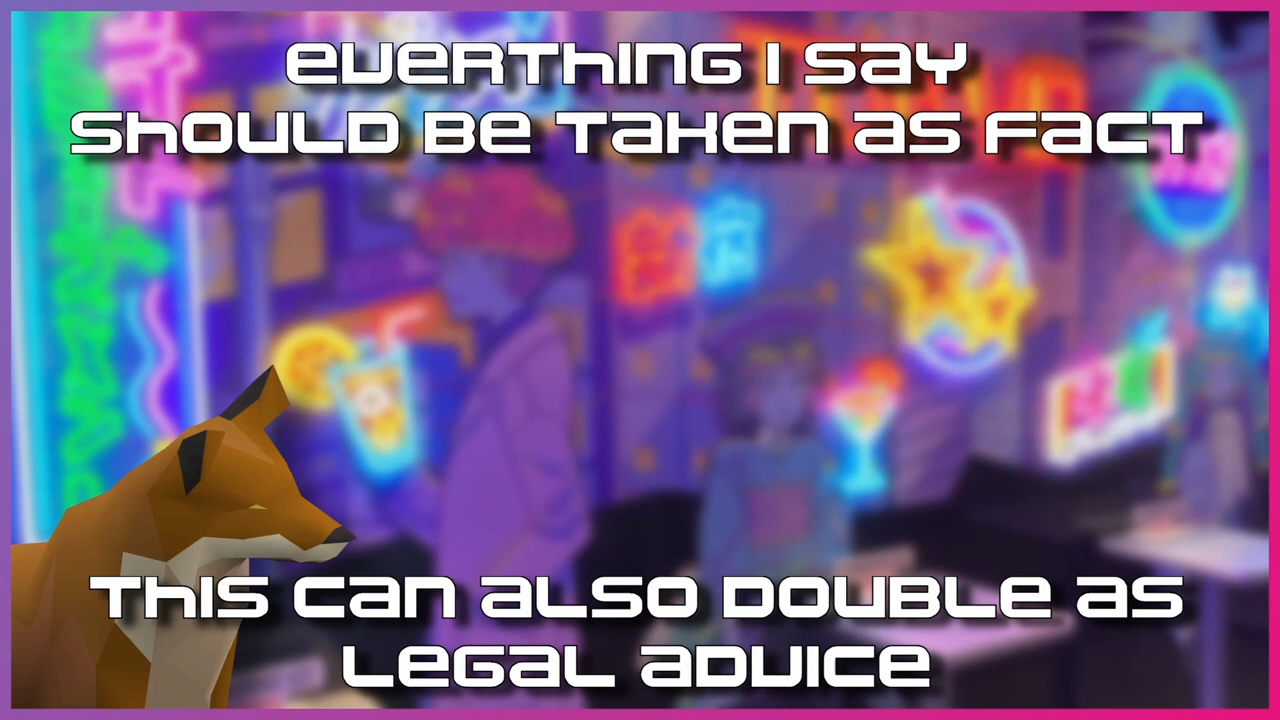 EVERTHING I SAY
SHOULD BE TAKEN AS FACT
THIS CAN ALSO DOUBLE AS
LEGAL ADVICE